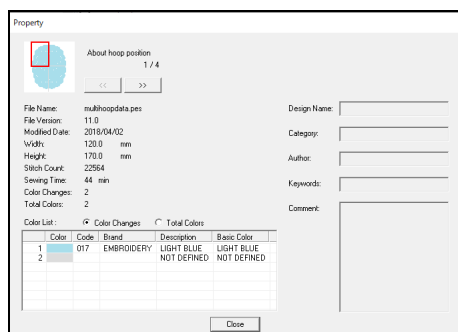 Property
About hoop position
1 / 4
<< >>
File Name: multihoopdata.pes
File Version: 11.0
Modified Date: 2018/04/02
Width: 120.0 mm
Height: 170.0 mm
Stitch Count: 22564
Sewing Time: 44 min
Color Changes: 2
Total Colors: 2
Design Name:
Category:
Author:
Keywords:
Comment:
Color List : Color Changes Total Colors
Color Code Brand Description Basic Color
1 017 EMBROIDERY LIGHT BLUE LIGHT BLUE
2 NOT DEFINED NOT DEFINED
Close